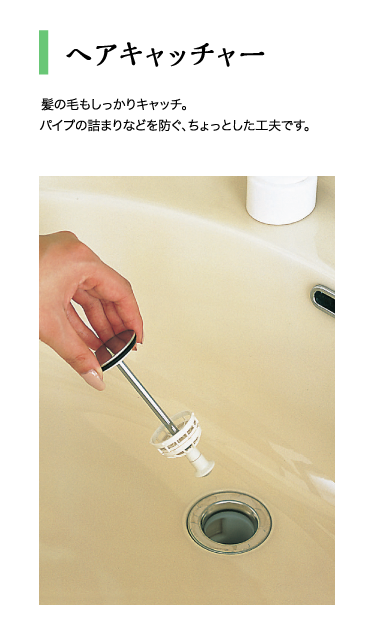 ヘアキャッチャー
髪の毛もしっかりキャッチ。
パイプの詰まりなどを防ぐ、ちょっとした工夫です。